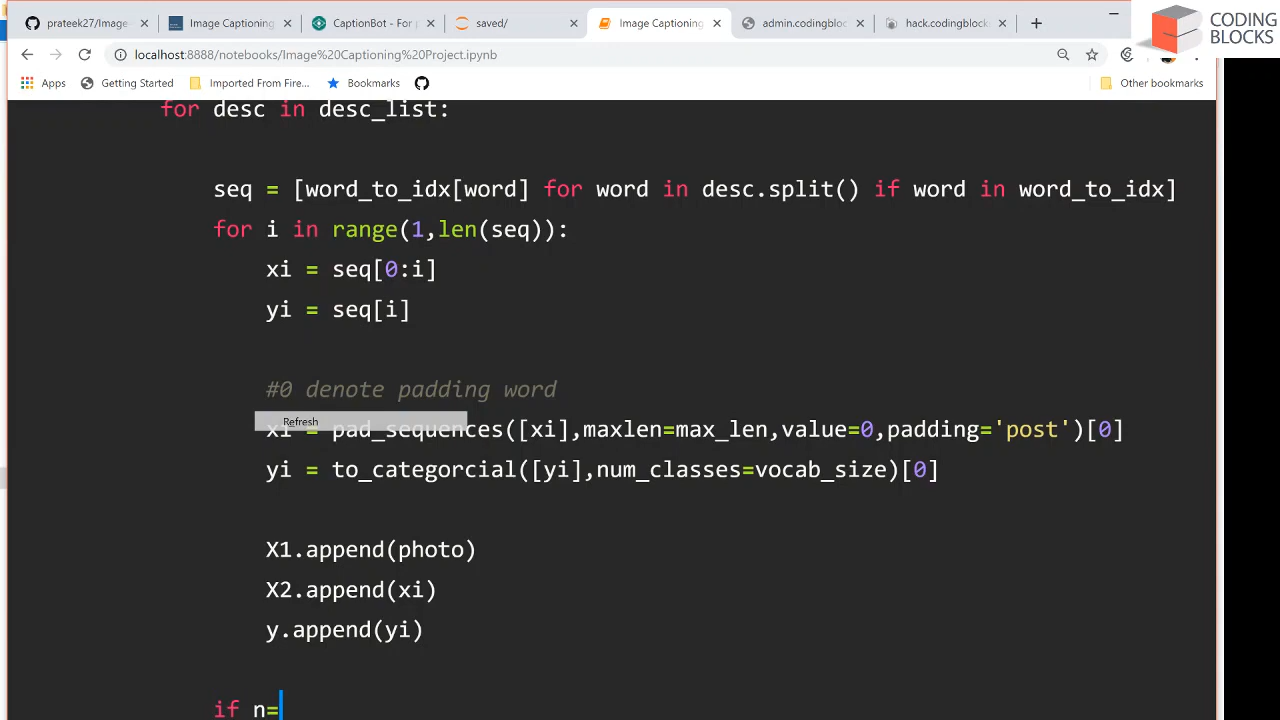 prateek27/Image-
Image Captioning
CaptionBot - For p
saved/
Image Captioning
admin.codingbloc
hack.codingblocks
CODING
BLOCKS
localhost:8888/notebooks/Image%20Captioning%20Project.ipynb
Apps
Getting Started
Imported From Fire...
Bookmarks
Other bookmarks
for desc in desc_list:
seq = [word_to_idx[word] for word in desc.split() if word in word_to_idx]
for i in range(1,len(seq)):
xi = seq[0:i]
yi = seq[i]
#0 denote padding word
Refresh
xi = pad_sequences([xi],maxlen=max_len,value=0,padding='post')[0]
yi = to_categorcial([yi],num_classes=vocab_size)[0]
X1.append(photo)
X2.append(xi)
y.append(yi)
if n=